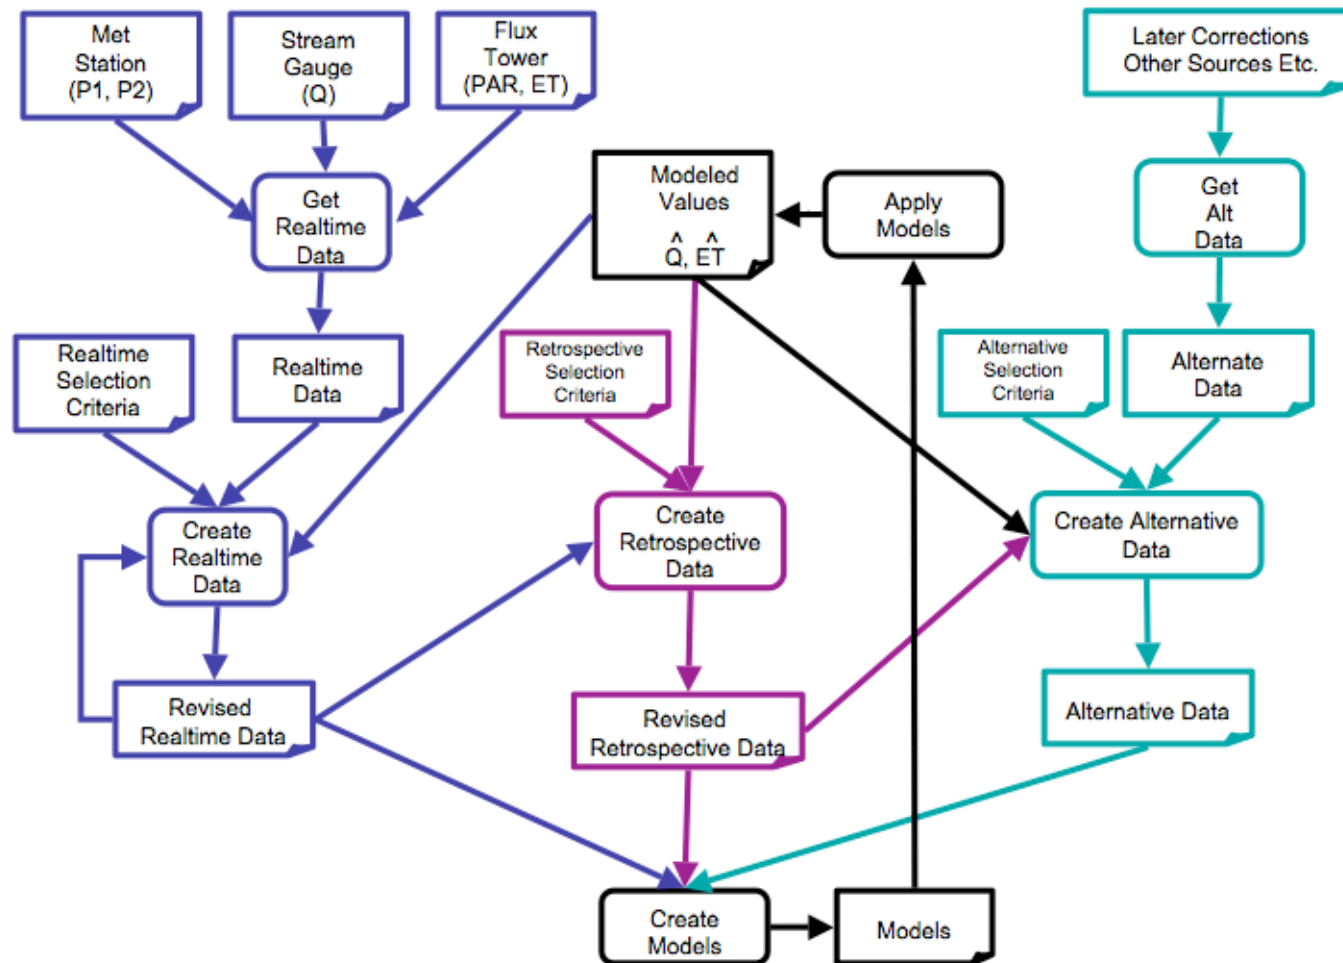 Met
Station
(P1, P2)
Stream
Gauge
(Q)
Flux
Tower
(PAR, ET)
Later Corrections
Other Sources Etc.
Get
Realtime
Data
Modeled
Values
^ ^
Q, ET
Apply
Models
Get
Alt
Data
Realtime
Selection
Criteria
Realtime
Data
Retrospective
Selection
Criteria
Alternative
Selection
Criteria
Alternate
Data
Create
Realtime
Data
Create
Retrospective
Data
Create Alternative
Data
Revised
Realtime Data
Revised
Retrospective Data
Alternative Data
Create
Models
Models